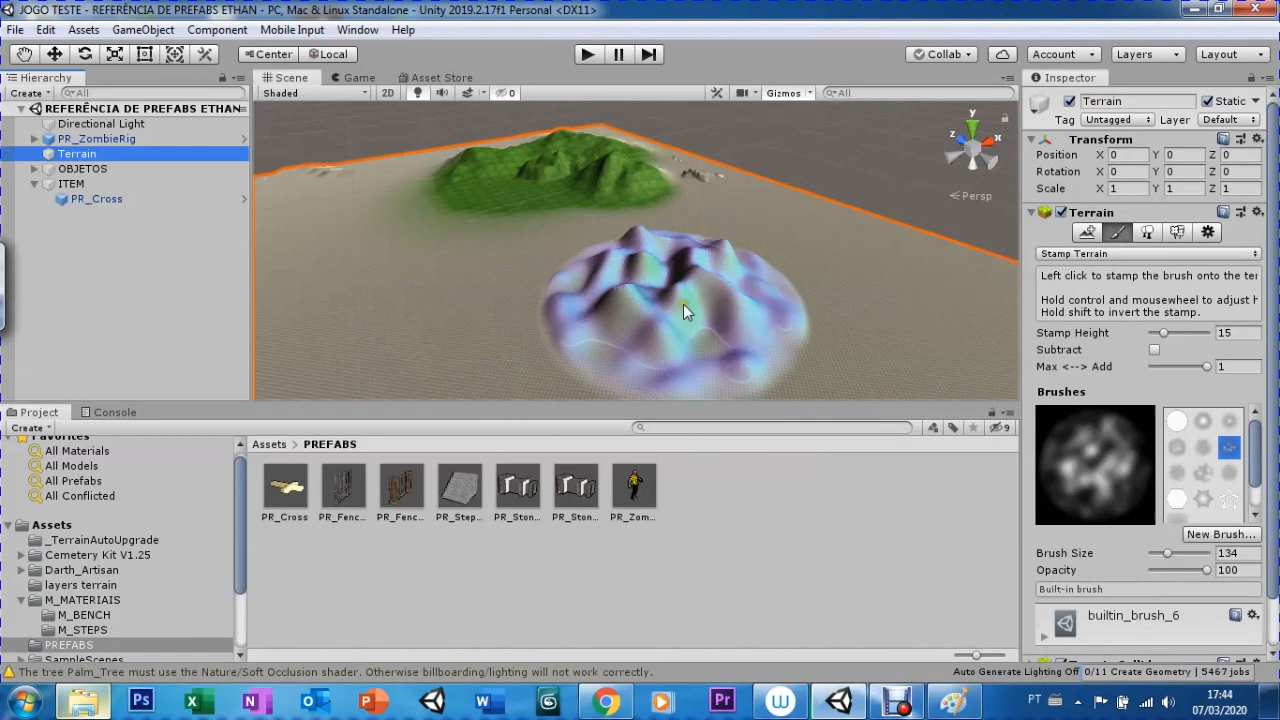 JOGO TESTE - REFERÊNCIA DE PREFABS ETHAN - PC, Mac & Linux Standalone - Unity 2019.2.17f1 Personal <DX11>
File Edit Assets GameObject Component Mobile Input Window Help
Center Local Collab Account Layers Layout
Hierarchy Scene Game Asset Store Inspector
Create All Shaded 2D 0 Gizmos All
REFERÊNCIA DE PREFABS ETHAN
Directional Light
PR_ZombieRig
Terrain
OBJETOS
ITEM
PR_Cross
y
z x
Persp
Terrain Static
Tag Untagged Layer Default
Transform
Position X 0 Y 0 Z 0
Rotation X 0 Y 0 Z 0
Scale X 1 Y 1 Z 1
Terrain
Stamp Terrain
Left click to stamp the brush onto the ter
Hold control and mousewheel to adjust h
Hold shift to invert the stamp.
Stamp Height 15
Subtract
Max <--> Add 1
Brushes
New Brush...
Brush Size 134
Opacity 100
Built-in brush
builtin_brush_6
Project Console
Create 9
Favorites
All Materials
All Models
All Prefabs
All Conflicted
Assets
_TerrainAutoUpgrade
Cemetery Kit V1.25
Darth_Artisan
layers terrain
M_MATERIAIS
M_BENCH
M_STEPS
PREFABS
SampleScenes
Assets PREFABS
PR_Cross PR_Fenc... PR_Fenc... PR_Step... PR_Ston... PR_Ston... PR_Zom...
The tree Palm_Tree must use the Nature/Soft Occlusion shader. Otherwise billboarding/lighting will not work correctly.
Auto Generate Lighting Off 0/11 Create Geometry | 5467 jobs
Ps X N O P W S W Pr W
PT 17:44
07/03/2020